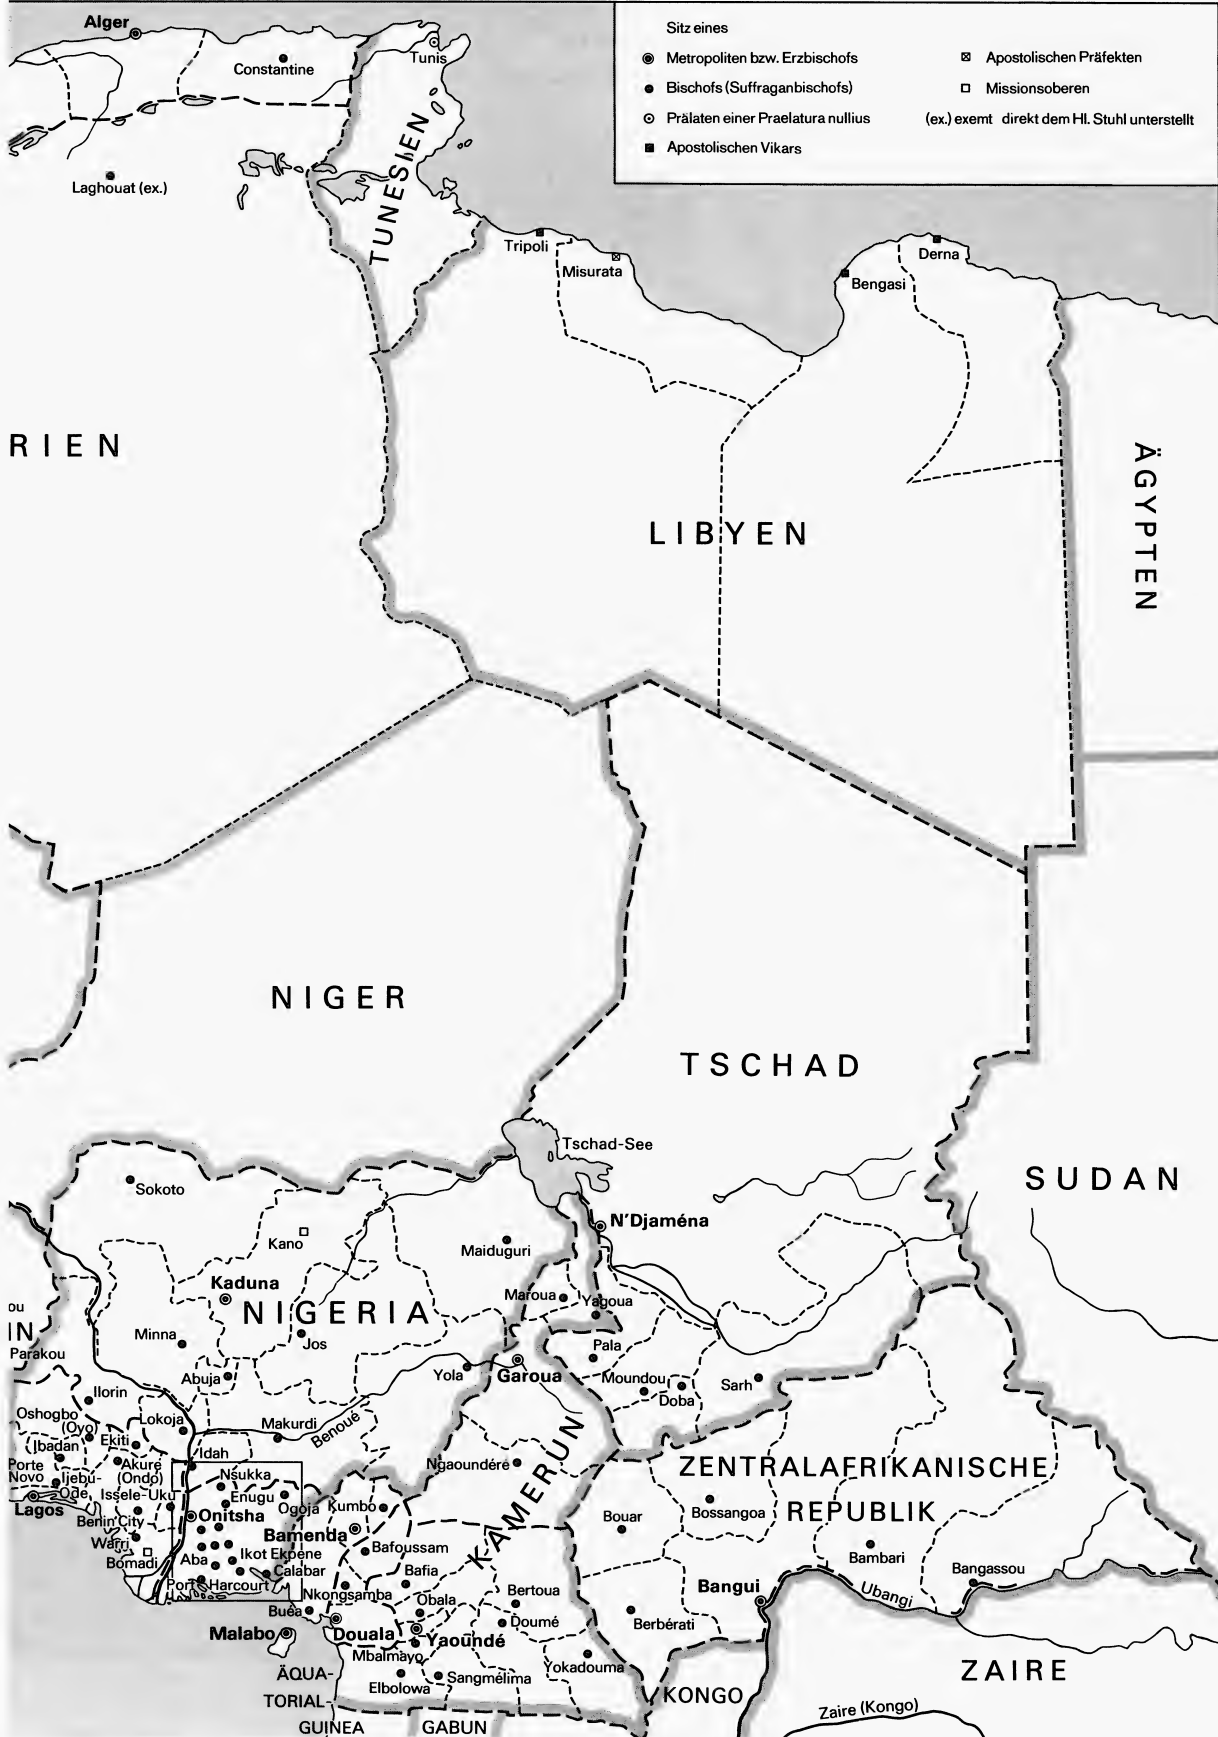 Alger
Constantine
Tunis
Laghouat (ex.)
TUNESIEN
Sitz eines
Metropoliten bzw. Erzbischofs
Bischofs (Suffraganbischofs)
Prälaten einer Praelatura nullius
Apostolischen Vikars
Apostolischen Präfekten
Missionsoberen
(ex.) exemt direkt dem Hl. Stuhl unterstellt
Tripoli
Misurata
Bengasi
Derna
RIEN
LIBYEN
ÄGYPTEN
NIGER
TSCHAD
Tschad-See
SUDAN
Sokoto
Kano
Maiduguri
N'Djaména
Kaduna
NIGERIA
Maroua
Yagoua
ou
IN
Parakou
Minna
Jos
Abuja
Yola
Garoua
Pala
Moundou
Doba
Sarh
Ilorin
Oshogbo
(Oyo)
Lokoja
Makurdi
Benoué
Ibadan
Ekiti
Idah
Porte
Novo
Ijebu-
Ode
Akure
(Ondo)
Nsukka
Ngaoundéré
KAMERUN
ZENTRALAFRIKANISCHE
REPUBLIK
Lagos
Issele-Uku
Enugu
Ogoja
Kumbo
Bossangoa
Bouar
Benin City
Onitsha
Bamenda
Warri
Bomadi
Aba
Ikot Ekpene
Calabar
Bafoussam
Bafia
Bambari
Bangassou
Port Harcourt
Nkongsamba
Obala
Bertoua
Bangui
Ubangi
Buéa
Doumé
Berbérati
Malabo
Douala
Yaoundé
Mbalmayo
Yokadouma
Elbolowa
Sangmélima
ÄQUA-
TORIAL-
GUINEA
GABUN
KONGO
ZAIRE
Zaire (Kongo)